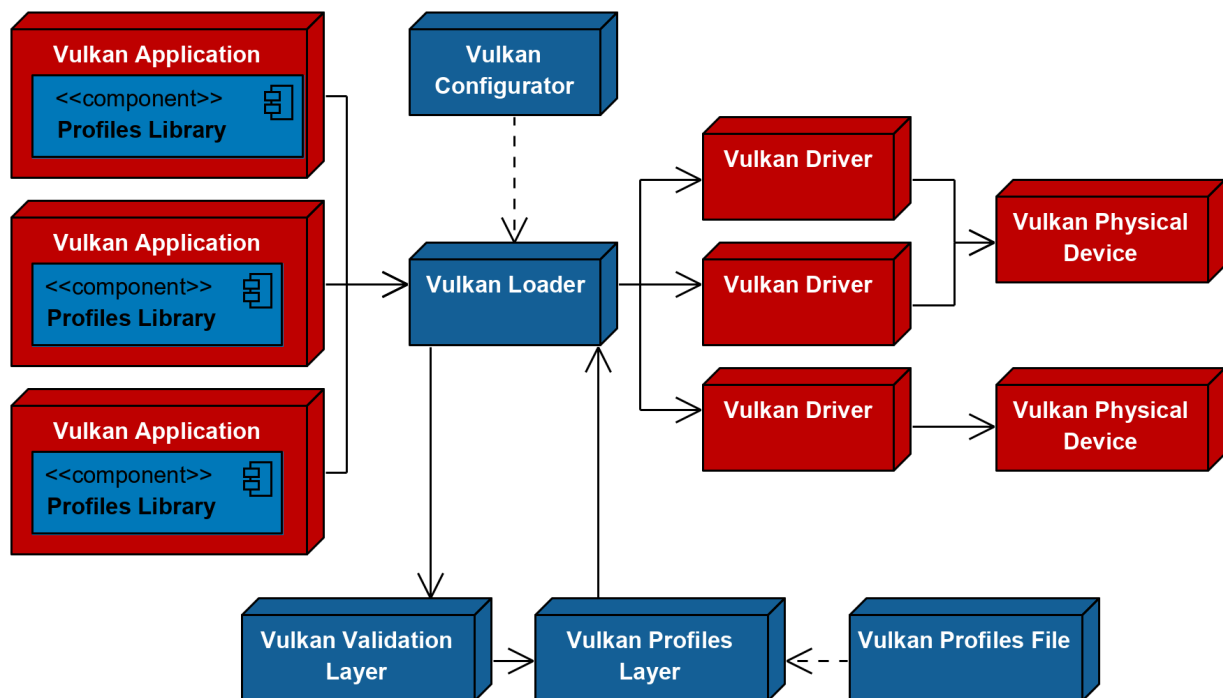 Vulkan Application
<<component>>
Profiles Library
Vulkan Application
<<component>>
Profiles Library
Vulkan Application
<<component>>
Profiles Library
Vulkan
Configurator
Vulkan Loader
Vulkan Driver
Vulkan Driver
Vulkan Driver
Vulkan Physical
Device
Vulkan Physical
Device
Vulkan Validation
Layer
Vulkan Profiles
Layer
Vulkan Profiles File